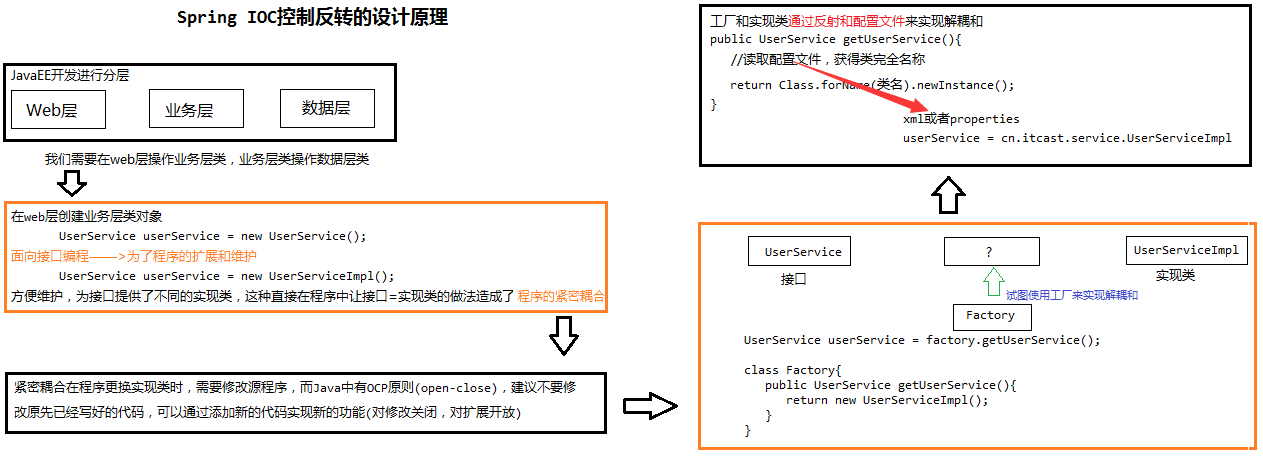 Spring IOC控制反转的设计原理
JavaEE开发进行分层
Web层
业务层
数据层
我们需要在web层操作业务层类，业务层类操作数据层类
在web层创建业务层类对象
UserService userService = new UserService();
面向接口编程——>为了程序的扩展和维护
UserService userService = new UserServiceImpl();
方便维护，为接口提供了不同的实现类，这种直接在程序中让接口=实现类的做法造成了 程序的紧密耦合
紧密耦合在程序更换实现类时，需要修改源程序，而Java中有OCP原则(open-close)，建议不要修
改原先已经写好的代码，可以通过添加新的代码实现新的功能(对修改关闭，对扩展开放)
UserService
?
UserServiceImpl
接口
实现类
试图使用工厂来实现解耦和
Factory
UserService userService = factory.getUserService();
class Factory{
public UserService getUserService(){
return new UserServiceImpl();
}
}
工厂和实现类通过反射和配置文件来实现解耦和
public UserService getUserService(){
//读取配置文件，获得类完全名称
return Class.forName(类名).newInstance();
}
xml或者properties
userService = cn.itcast.service.UserServiceImpl